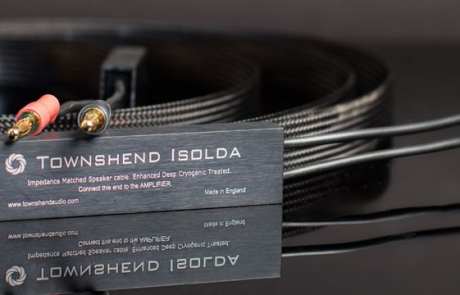 TOWNSHEND ISOLDA
Impedance Matched Speaker cable. Enhanced Deep Cryogenic Treated.
Connect this end to the AMPLIFIER.
www.townshendaudio.com Made in England